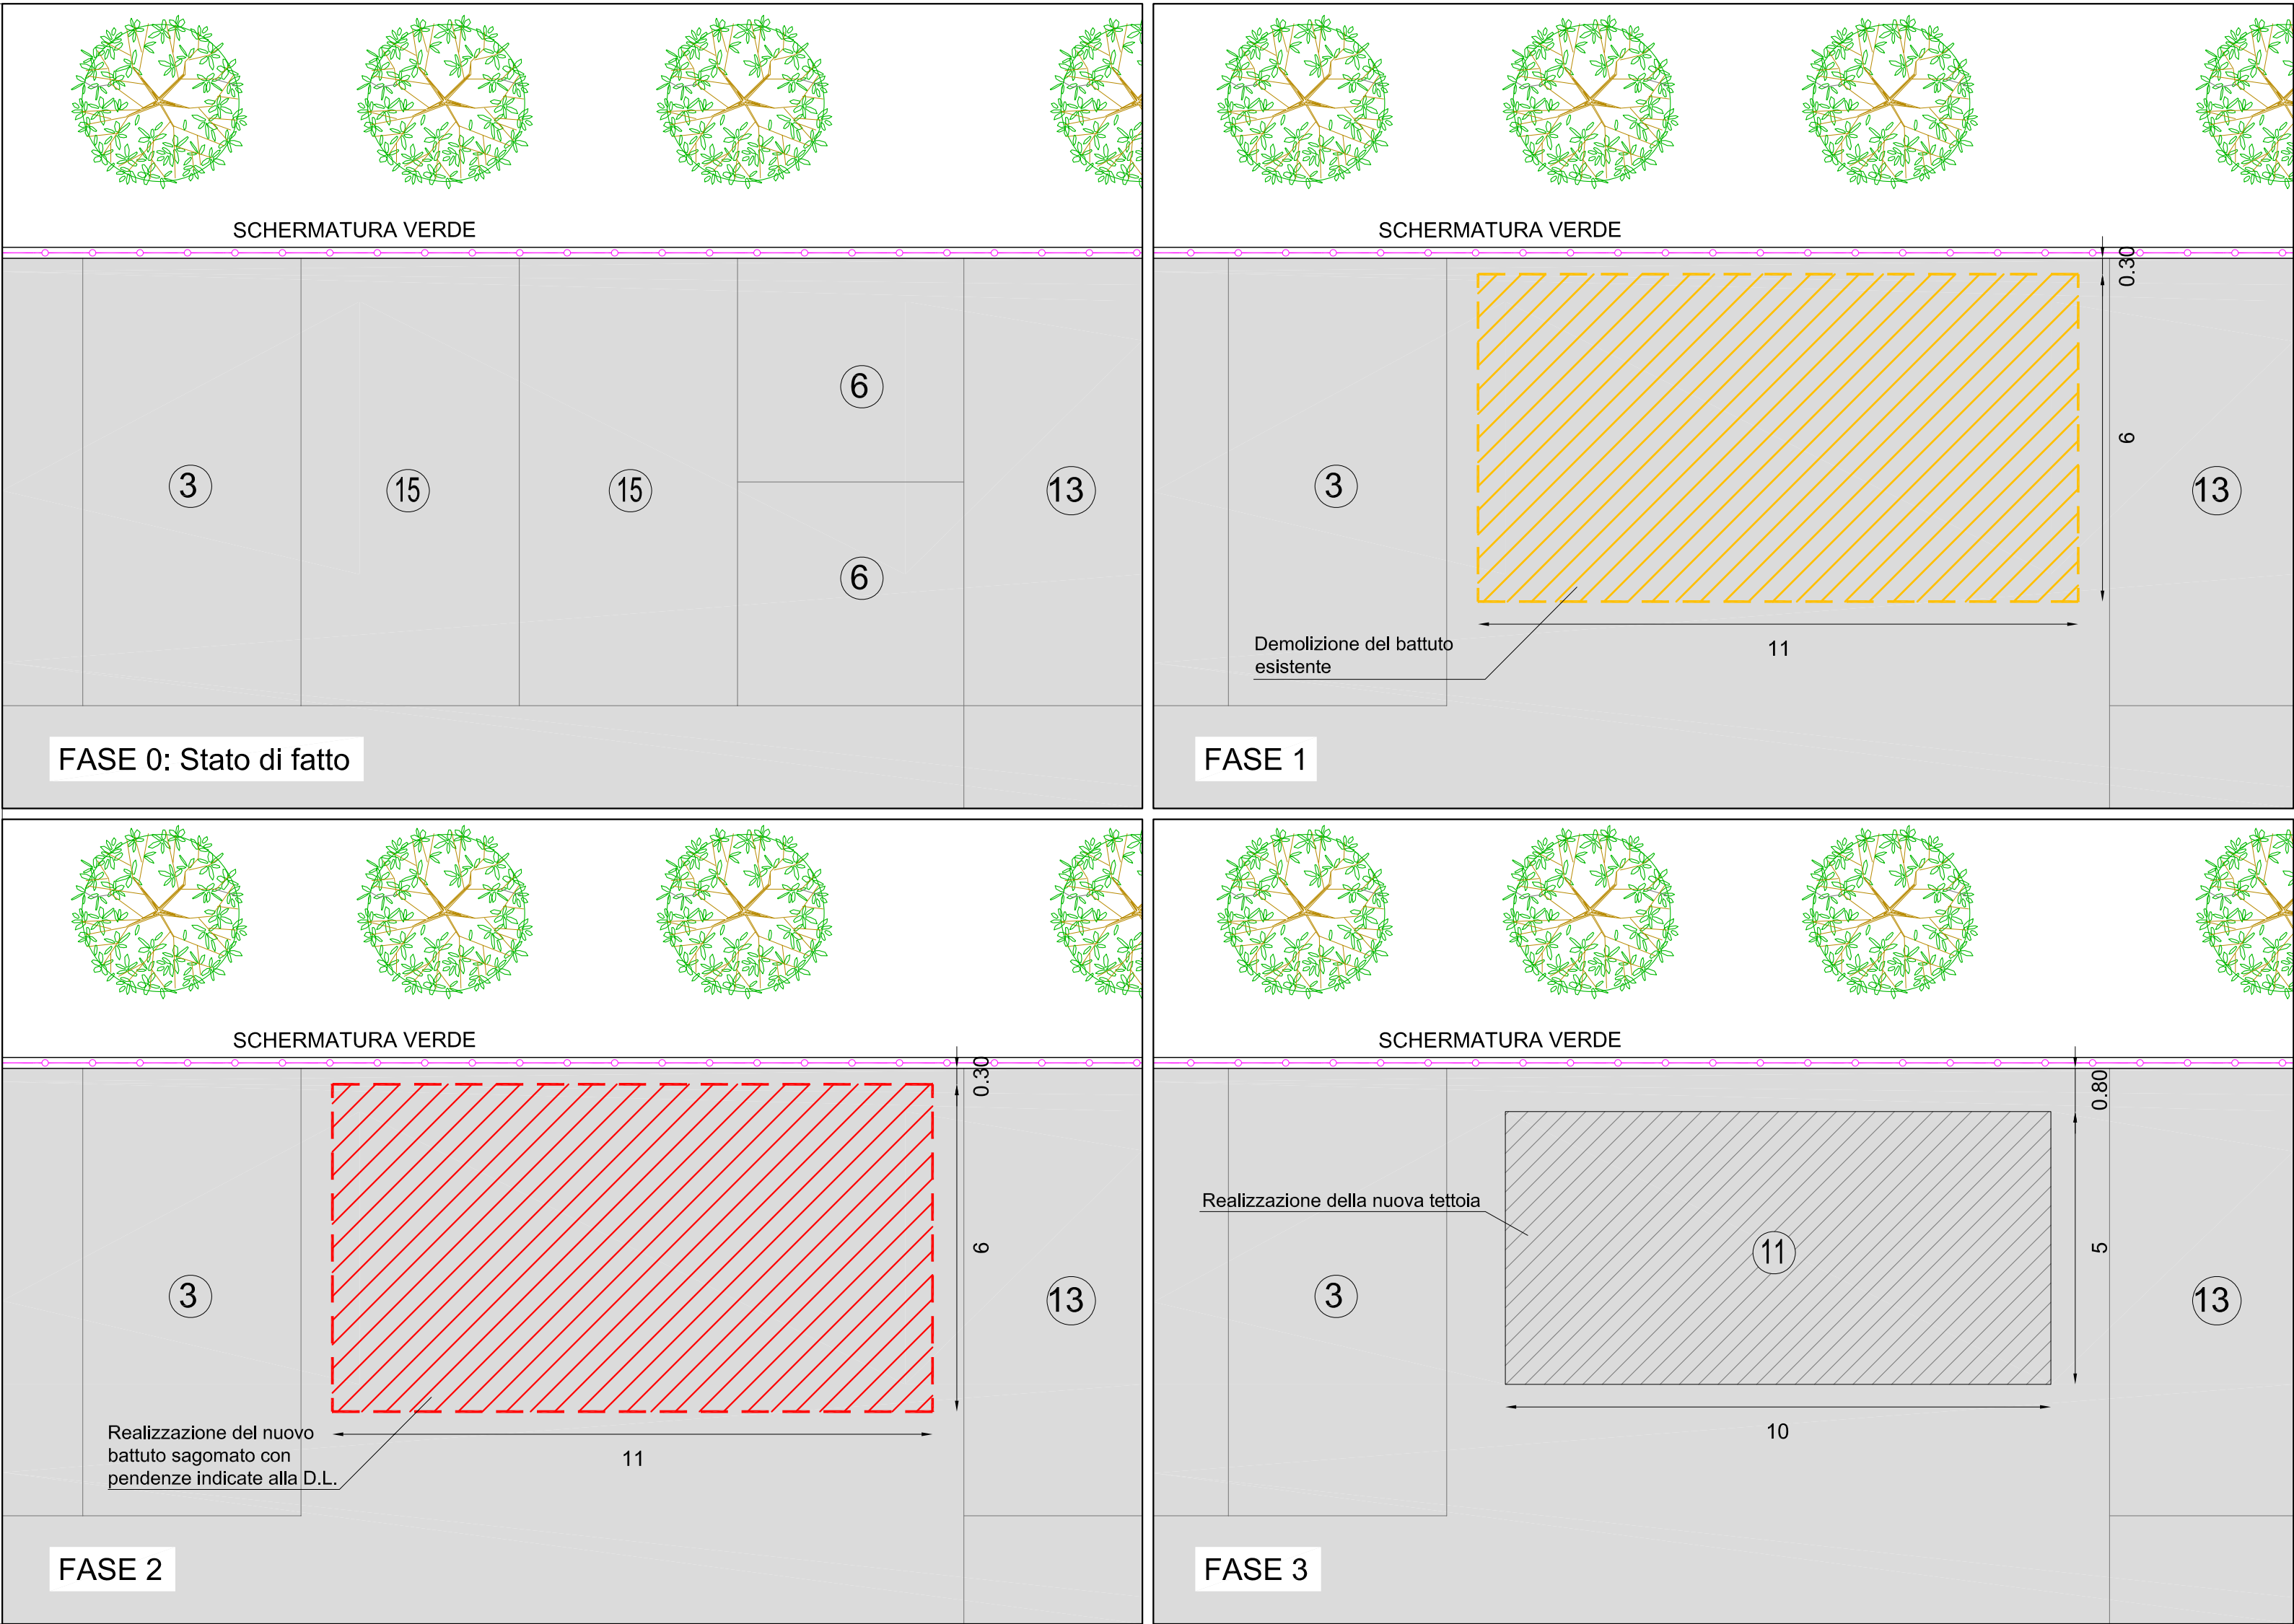 SCHERMATURA VERDE
3
15
15
6
6
13
FASE 0: Stato di fatto
SCHERMATURA VERDE
0.30
6
3
13
Demolizione del battuto
esistente
11
FASE 1
SCHERMATURA VERDE
0.30
6
3
13
Realizzazione del nuovo
battuto sagomato con
pendenze indicate alla D.L.
11
FASE 2
SCHERMATURA VERDE
0.80
Realizzazione della nuova tettoia
11
5
3
13
10
FASE 3